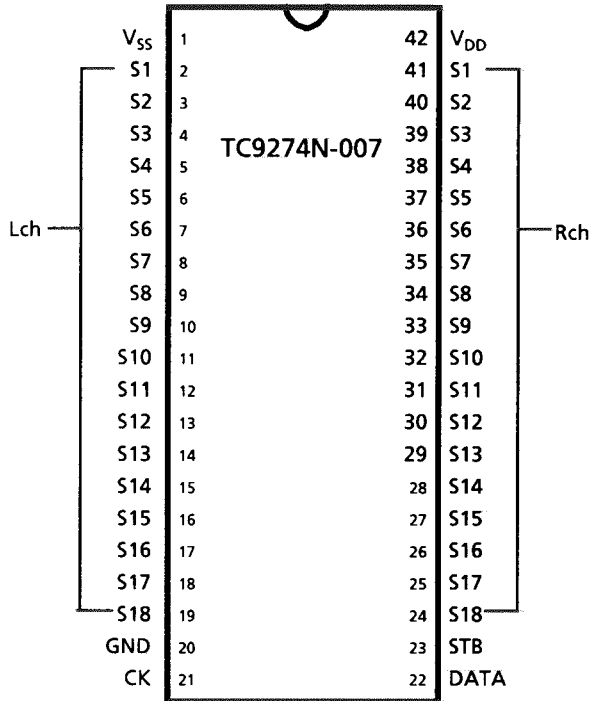 V_SS 1 42 V_DD
S1 2 41 S1
S2 3 40 S2
S3 4 39 S3
TC9274N-007
S4 5 38 S4
S5 6 37 S5
Lch S6 7 36 S6 Rch
S7 8 35 S7
S8 9 34 S8
S9 10 33 S9
S10 11 32 S10
S11 12 31 S11
S12 13 30 S12
S13 14 29 S13
S14 15 28 S14
S15 16 27 S15
S16 17 26 S16
S17 18 25 S17
S18 19 24 S18
GND 20 23 STB
CK 21 22 DATA